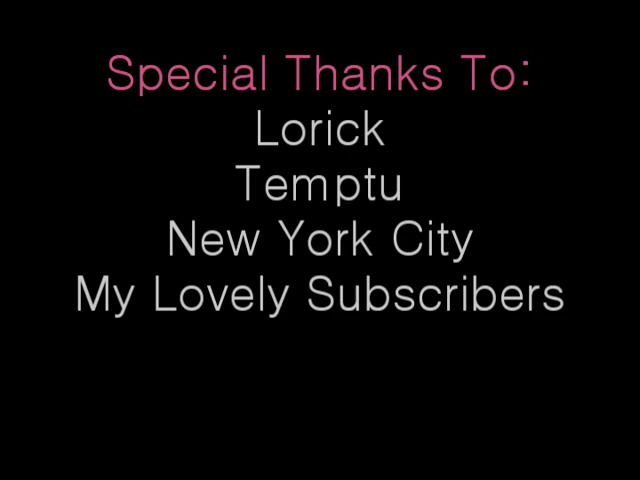 Special Thanks To:
Lorick
Temptu
New York City
My Lovely Subscribers